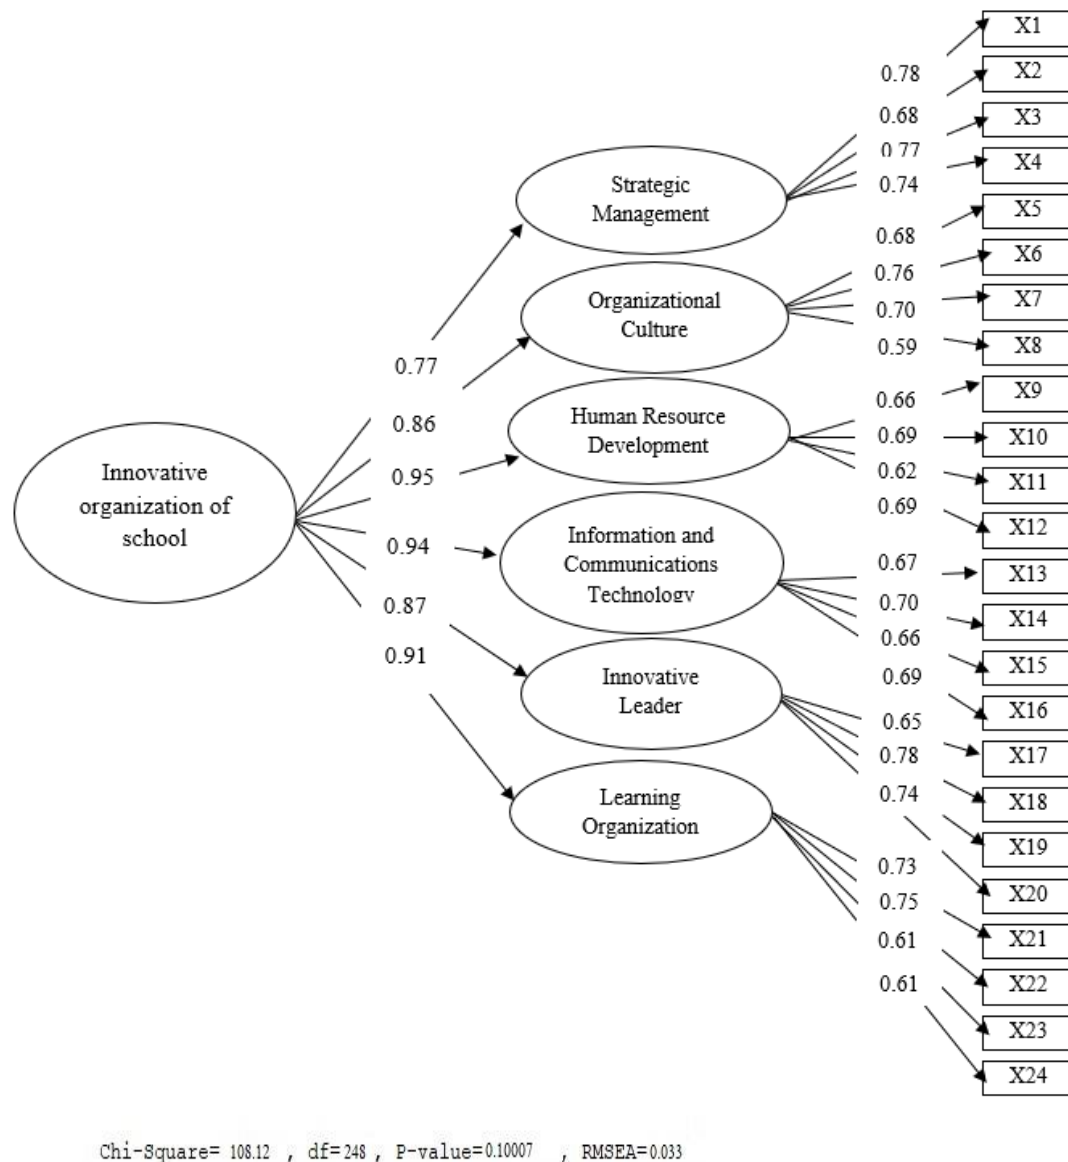 X1
0.78
X2
0.68
X3
0.77
X4
0.74
Strategic
Management
X5
0.68
X6
0.76
Organizational
Culture
X7
0.70
X8
0.59
0.77
X9
0.66
0.86
Human Resource
Development
X10
0.69
0.95
X11
0.62
Innovative
organization of
school
X12
0.69
0.94
Information and
Communications
Technology
X13
0.67
X14
0.70
0.87
X15
0.66
0.91
Innovative
Leader
X16
0.69
X17
0.65
X18
0.78
X19
0.74
Learning
Organization
X20
0.73
X21
0.75
X22
0.61
X23
0.61
X24
Chi-Square= 108.12 , df=248 , P-value=0.10007 , RMSEA=0.033